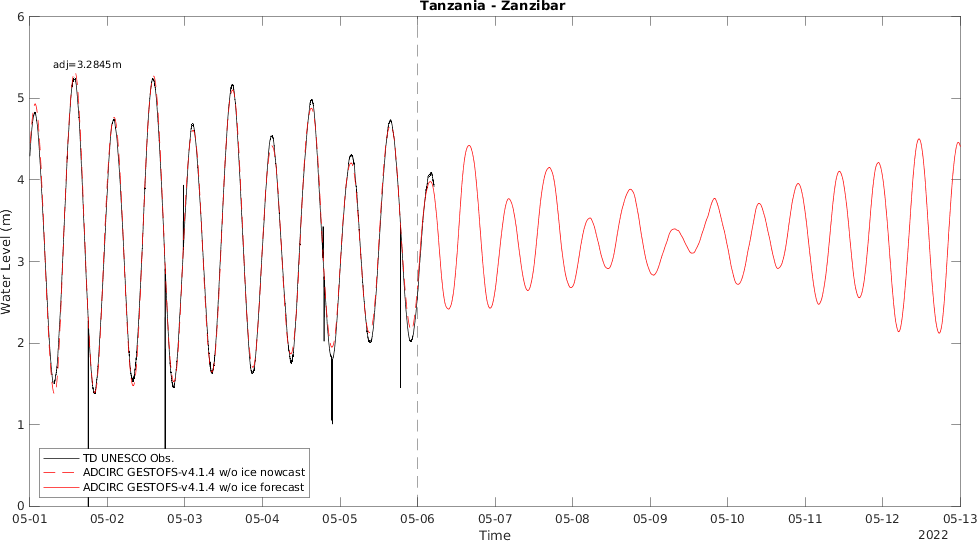 Tanzania - Zanzibar
adj=3.2845m
Water Level (m)
6
5
4
3
2
1
0
TD UNESCO Obs.
ADCIRC GESTOFS-v4.1.4 w/o ice nowcast
ADCIRC GESTOFS-v4.1.4 w/o ice forecast
05-01 05-02 05-03 05-04 05-05 05-06 05-07 05-08 05-09 05-10 05-11 05-12 05-13
Time
2022